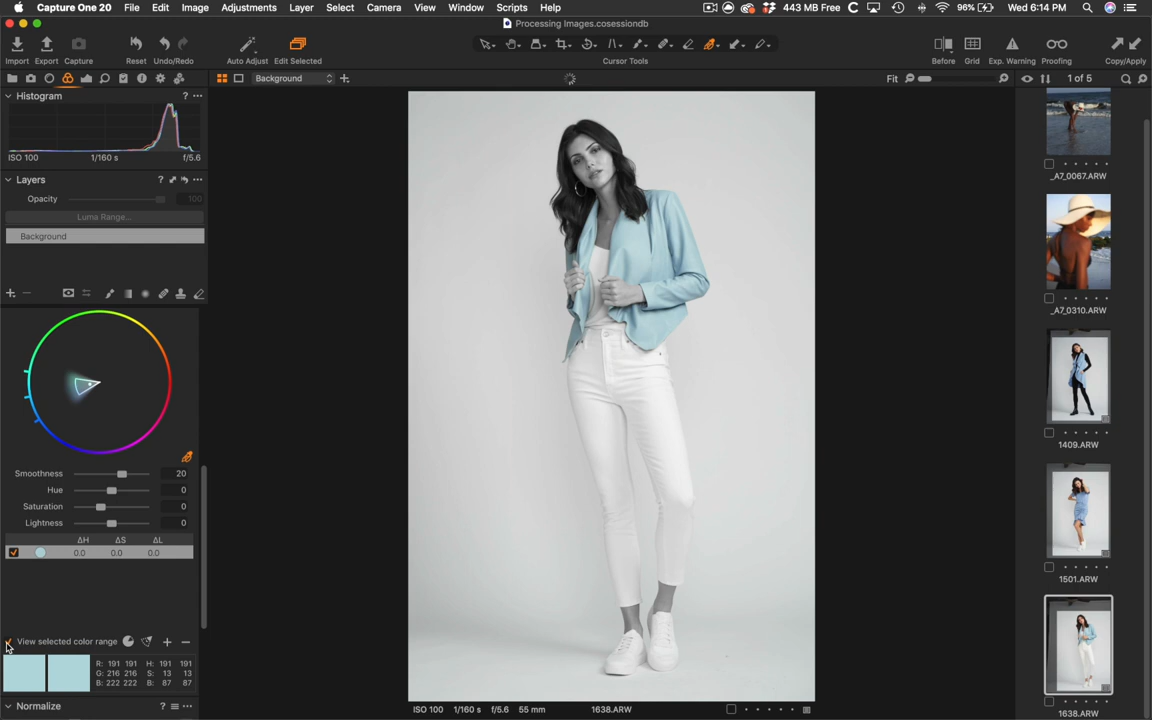 Capture One 20 File Edit Image Adjustments Layer Select Camera View Window Scripts Help 443 MB Free 96% Wed 6:14 PM
Processing Images.cosessiondb
Import Export Capture Reset Undo/Redo Auto Adjust Edit Selected Cursor Tools Before Grid Exp. Warning Proofing Copy/Apply
Background Fit 1 of 5
Histogram ? ...
ISO 100 1/160 s f/5.6
Layers ? ...
Opacity 100
Luma Range...
Background
Smoothness 20
Hue 0
Saturation 0
Lightness 0
ΔH ΔS ΔL
0.0 0.0 0.0
View selected color range
R: 191 191 H: 191 191
G: 216 216 S: 13 13
B: 222 222 B: 87 87
Normalize ? ...
ISO 100 1/160 s f/5.6 55 mm 1638.ARW
_A7_0067.ARW
_A7_0310.ARW
1409.ARW
1501.ARW
1638.ARW